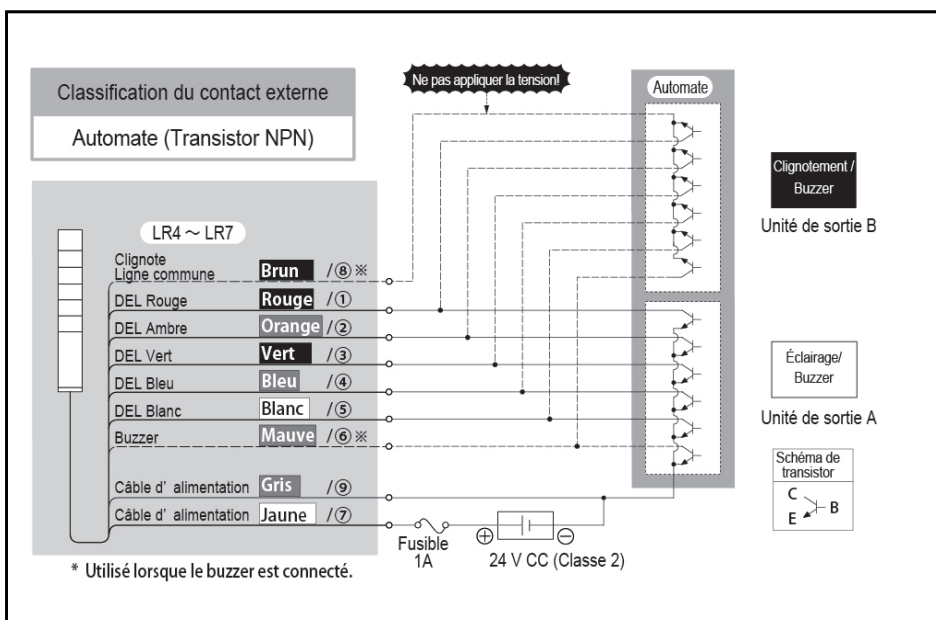 Classification du contact externe
Automate (Transistor NPN)
Ne pas appliquer la tension!
Automate
Clignotement /
Buzzer
Unité de sortie B
LR4 ～ LR7
Clignote
Ligne commune Brun /⑧※
DEL Rouge Rouge /①
DEL Ambre Orange /②
DEL Vert Vert /③
DEL Bleu Bleu /④
DEL Blanc Blanc /⑤
Buzzer Mauve /⑥※
Câble d' alimentation Gris /⑨
Câble d' alimentation Jaune /⑦
Éclairage/
Buzzer
Unité de sortie A
Schéma de
transistor
C
B
E
Fusible
1A
⊕
⊖
24 V CC (Classe 2)
* Utilisé lorsque le buzzer est connecté.